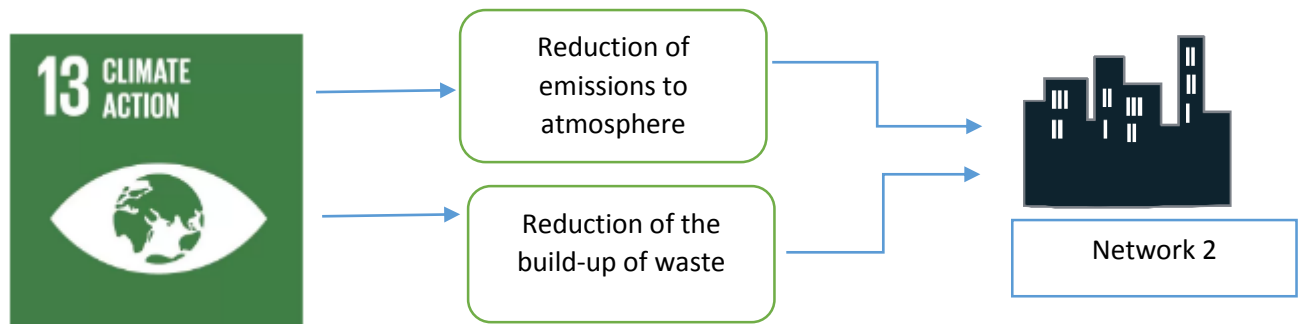 13 CLIMATE
ACTION
Reduction of
emissions to
atmosphere
Reduction of the
build-up of waste
Network 2